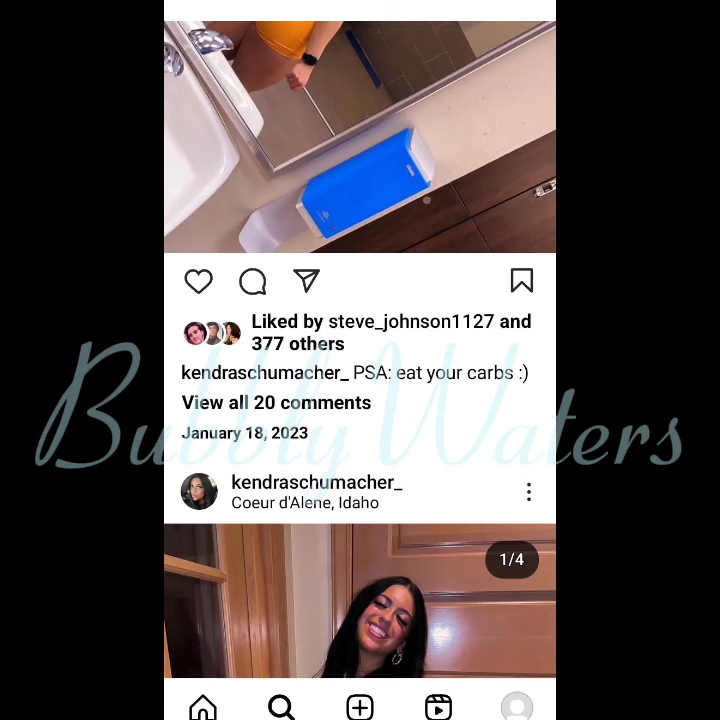 Liked by steve_johnson1127 and
377 others
kendraschumacher_ PSA: eat your carbs :)
View all 20 comments
January 18, 2023
Bubbly Waters
kendraschumacher_
Coeur d'Alene, Idaho
1/4